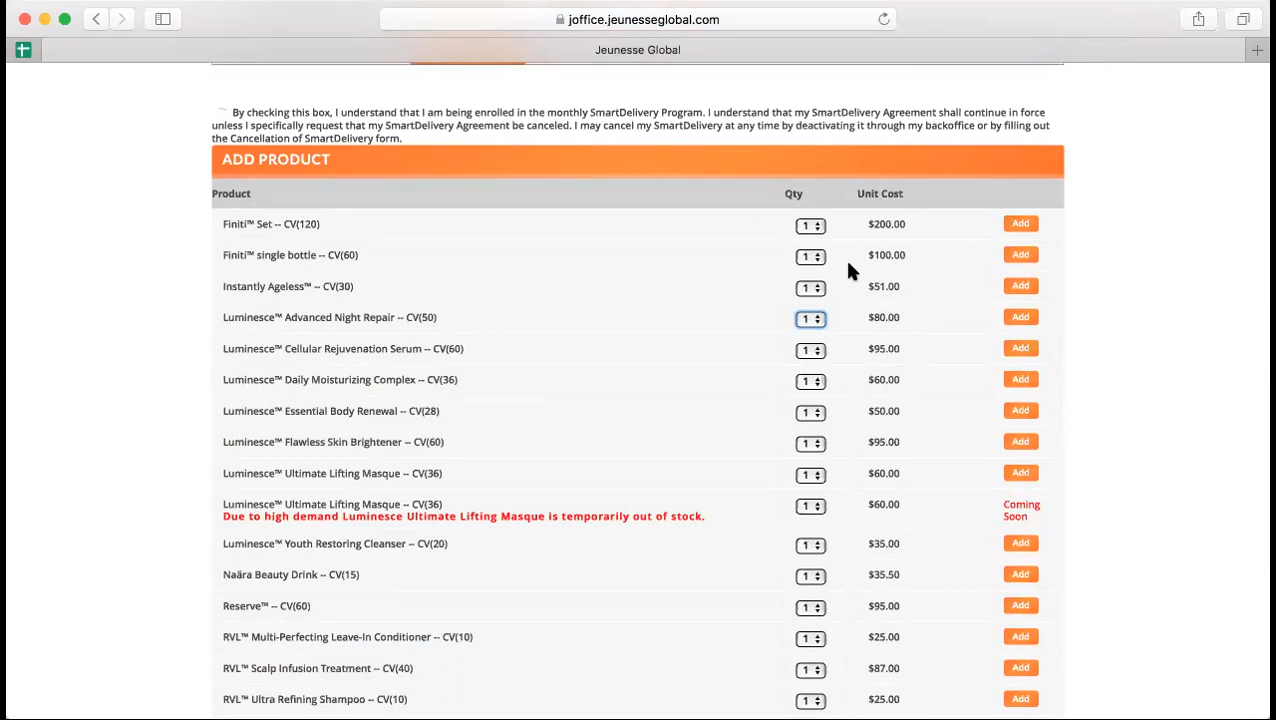 joffice.jeunesseglobal.com
Jeunesse Global
By checking this box, I understand that I am being enrolled in the monthly SmartDelivery Program. I understand that my SmartDelivery Agreement shall continue in force
unless I specifically request that my SmartDelivery Agreement be canceled. I may cancel my SmartDelivery at any time by deactivating it through my backoffice or by filling out
the Cancellation of SmartDelivery form.
ADD PRODUCT
Product Qty Unit Cost
Finiti™ Set -- CV(120) 1 $200.00 Add
Finiti™ single bottle -- CV(60) 1 $100.00 Add
Instantly Ageless™ -- CV(30) 1 $51.00 Add
Luminesce™ Advanced Night Repair -- CV(50) 1 $80.00 Add
Luminesce™ Cellular Rejuvenation Serum -- CV(60) 1 $95.00 Add
Luminesce™ Daily Moisturizing Complex -- CV(36) 1 $60.00 Add
Luminesce™ Essential Body Renewal -- CV(28) 1 $50.00 Add
Luminesce™ Flawless Skin Brightener -- CV(60) 1 $95.00 Add
Luminesce™ Ultimate Lifting Masque -- CV(36) 1 $60.00 Add
Luminesce™ Ultimate Lifting Masque -- CV(36) 1 $60.00 Coming
Due to high demand Luminesce Ultimate Lifting Masque is temporarily out of stock. Soon
Luminesce™ Youth Restoring Cleanser -- CV(20) 1 $35.00 Add
Naära Beauty Drink -- CV(15) 1 $35.50 Add
Reserve™ -- CV(60) 1 $95.00 Add
RVL™ Multi-Perfecting Leave-In Conditioner -- CV(10) 1 $25.00 Add
RVL™ Scalp Infusion Treatment -- CV(40) 1 $87.00 Add
RVL™ Ultra Refining Shampoo -- CV(10) 1 $25.00 Add